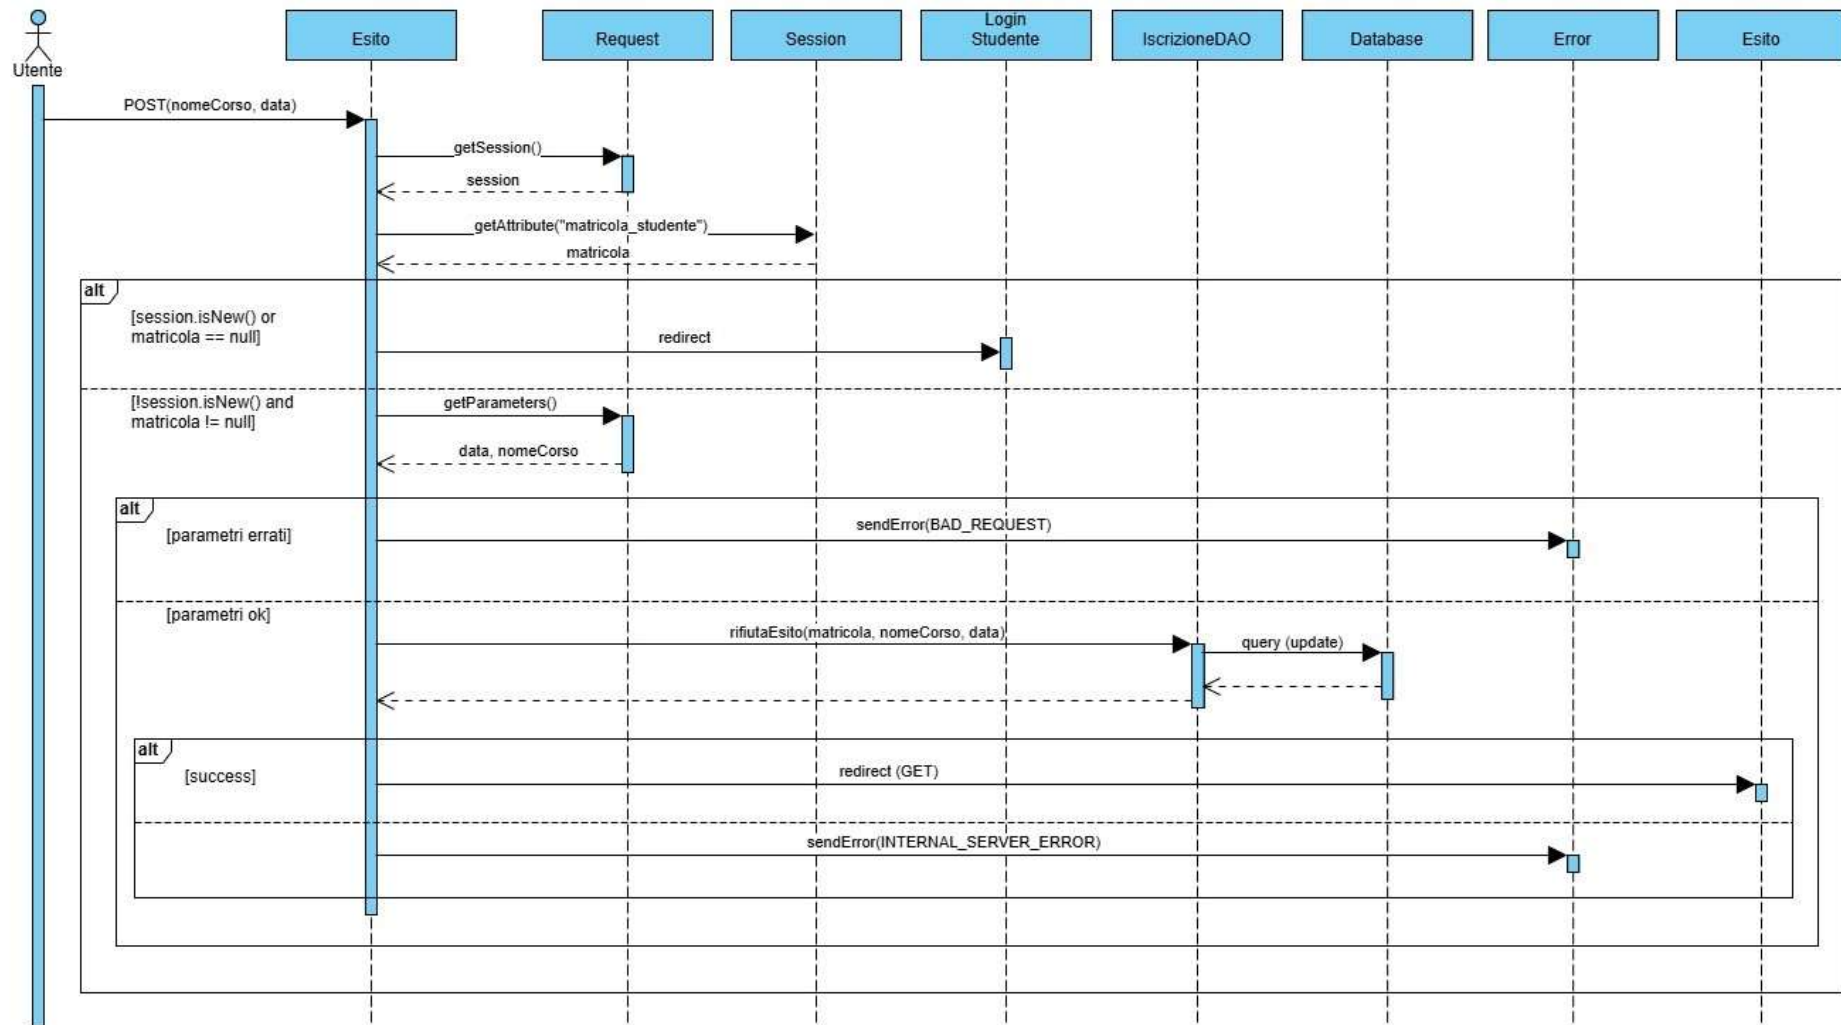 Utente
Esito
Request
Session
Login
Studente
IscrizioneDAO
Database
Error
Esito
POST(nomeCorso, data)
getSession()
session
getAttribute("matricola_studente")
matricola
alt
[session.isNew() or
matricola == null]
redirect
[!session.isNew() and
matricola != null]
getParameters()
data, nomeCorso
alt
[parametri errati]
sendError(BAD_REQUEST)
[parametri ok]
rifiutaEsito(matricola, nomeCorso, data)
query (update)
alt
[success]
redirect (GET)
sendError(INTERNAL_SERVER_ERROR)